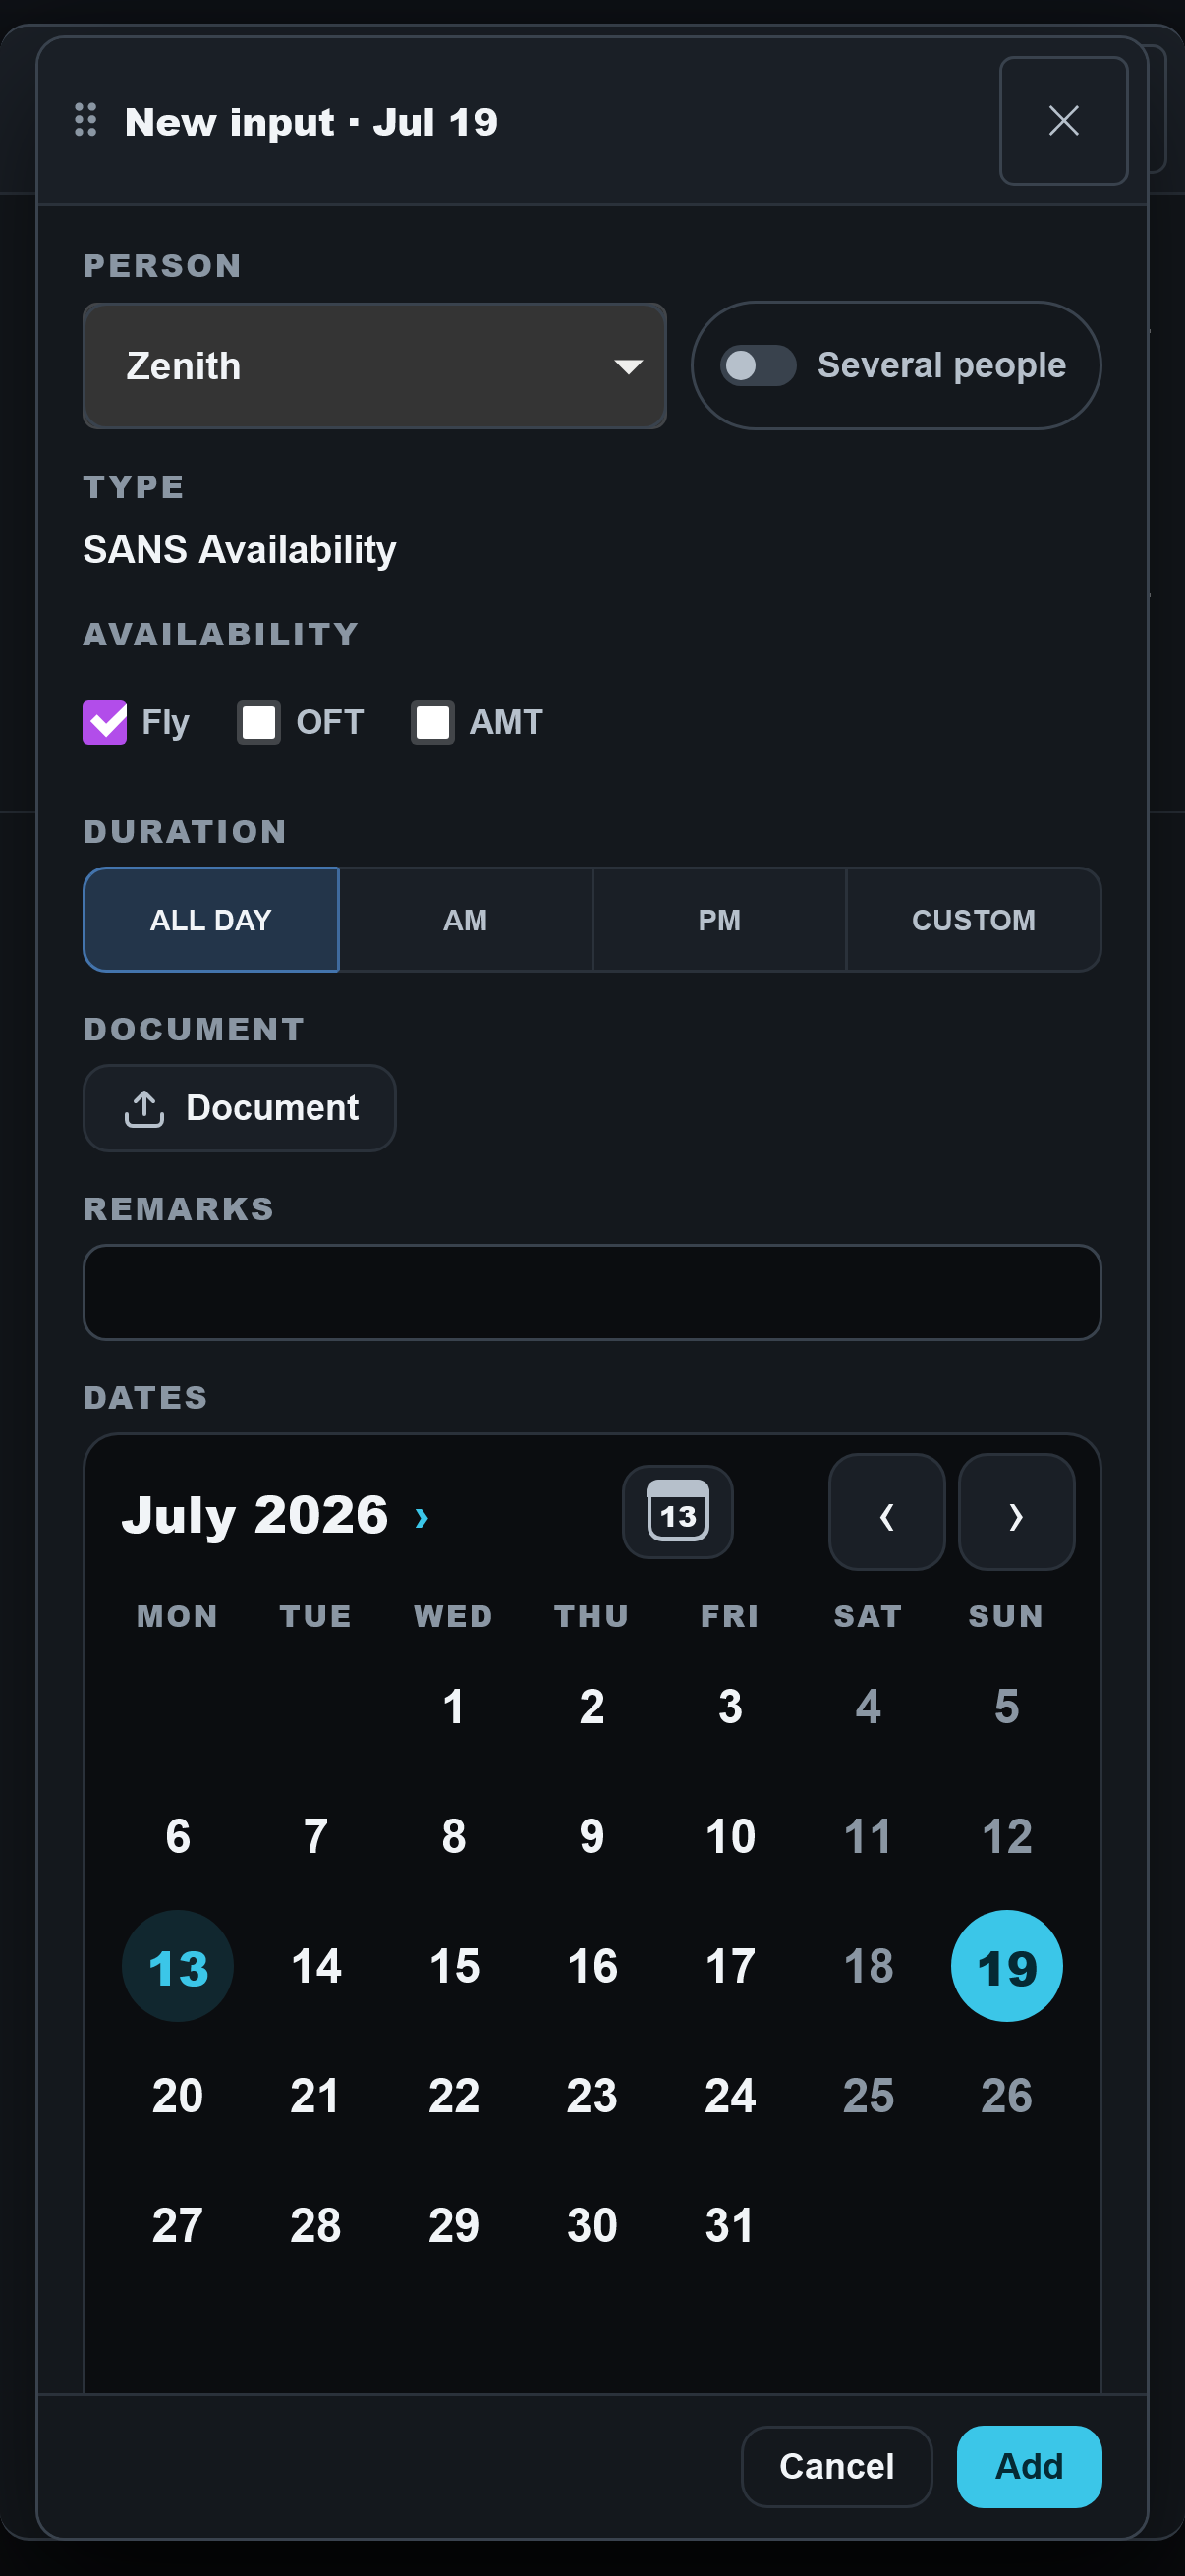 New input · Jul 19
PERSON
Zenith
Several people
TYPE
SANS Availability
AVAILABILITY
Fly OFT AMT
DURATION
ALL DAY AM PM CUSTOM
DOCUMENT
Document
REMARKS
DATES
July 2026 › 13 ‹ ›
MON TUE WED THU FRI SAT SUN
1 2 3 4 5
6 7 8 9 10 11 12
13 14 15 16 17 18 19
20 21 22 23 24 25 26
27 28 29 30 31
Cancel Add